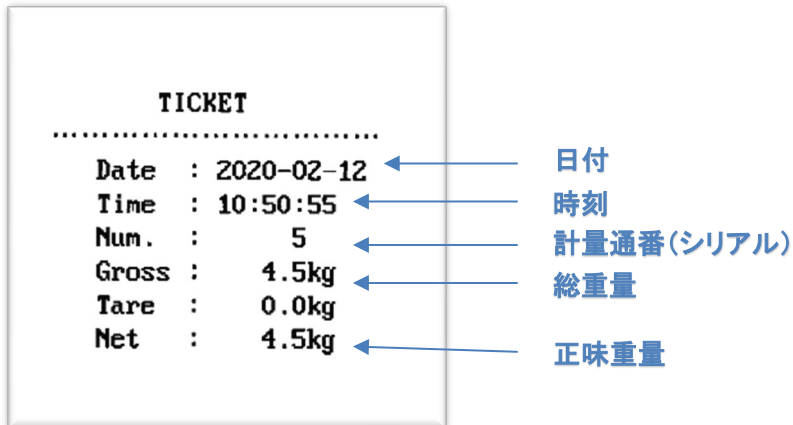 TICKET
Date : 2020-02-12 日付
Time : 10:50:55 時刻
Num. : 5 計量通番(シリアル)
Gross : 4.5kg 総重量
Tare : 0.0kg
Net : 4.5kg 正味重量